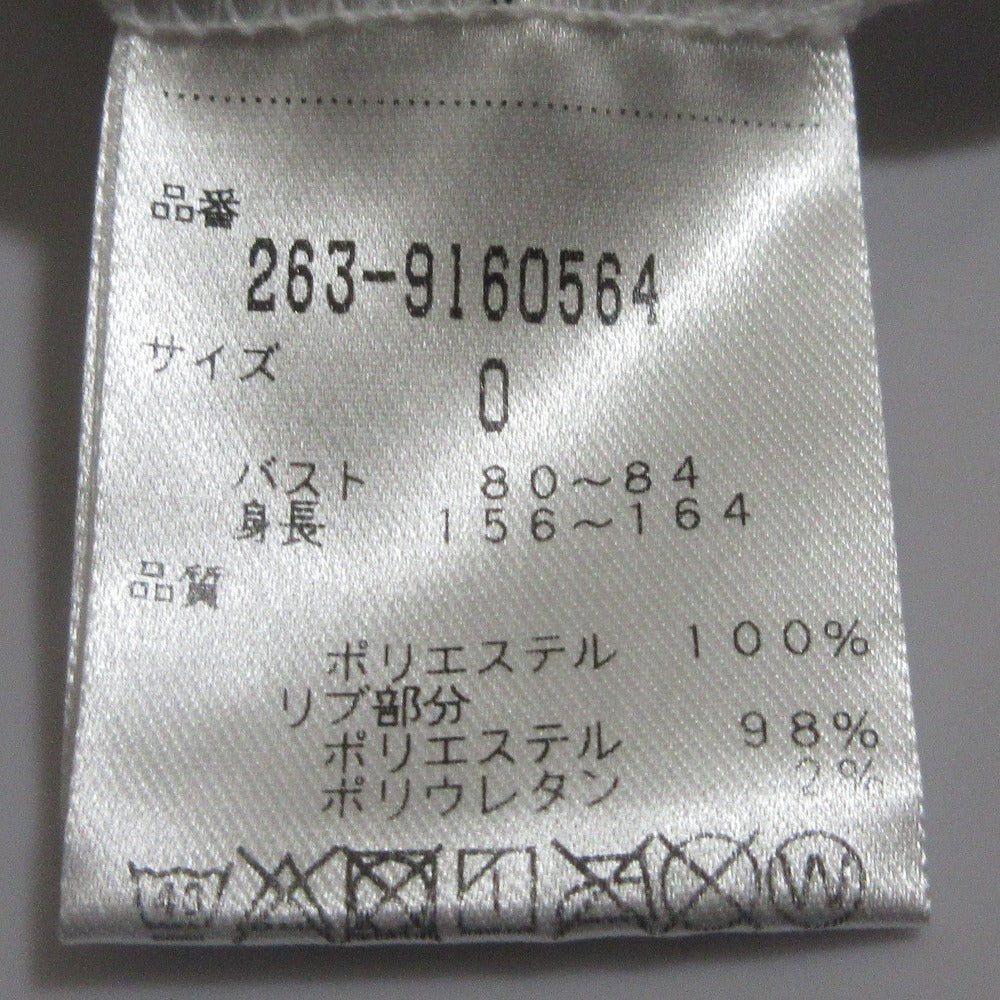 品番
263-9160564
サイズ
0
バスト 80~84
身長 156~164
品質
ポリエステル 100%
リブ部分
ポリエステル 98%
ポリウレタン 2%
40 W